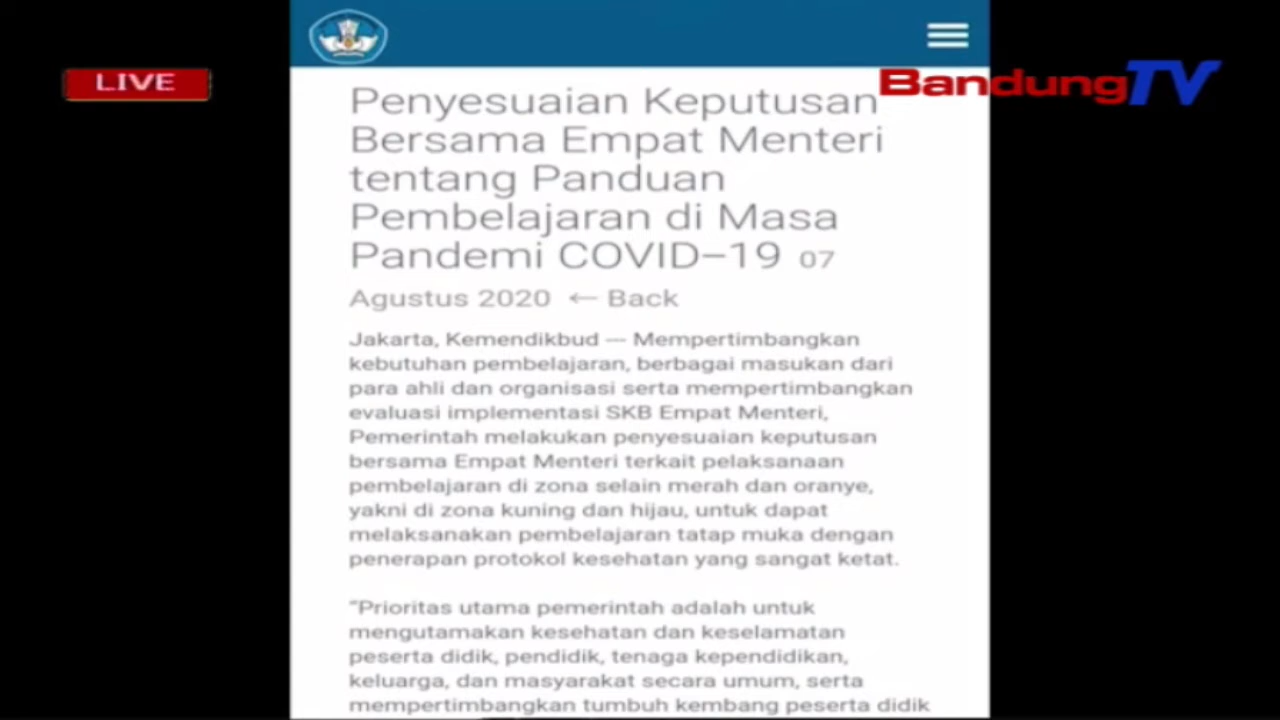 LIVE
BandungTV
Penyesuaian Keputusan
Bersama Empat Menteri
tentang Panduan
Pembelajaran di Masa
Pandemi COVID–19 07
Agustus 2020 ← Back
Jakarta, Kemendikbud --- Mempertimbangkan
kebutuhan pembelajaran, berbagai masukan dari
para ahli dan organisasi serta mempertimbangkan
evaluasi implementasi SKB Empat Menteri,
Pemerintah melakukan penyesuaian keputusan
bersama Empat Menteri terkait pelaksanaan
pembelajaran di zona selain merah dan oranye,
yakni di zona kuning dan hijau, untuk dapat
melaksanakan pembelajaran tatap muka dengan
penerapan protokol kesehatan yang sangat ketat.
“Prioritas utama pemerintah adalah untuk
mengutamakan kesehatan dan keselamatan
peserta didik, pendidik, tenaga kependidikan,
keluarga, dan masyarakat secara umum, serta
mempertimbangkan tumbuh kembang peserta didik